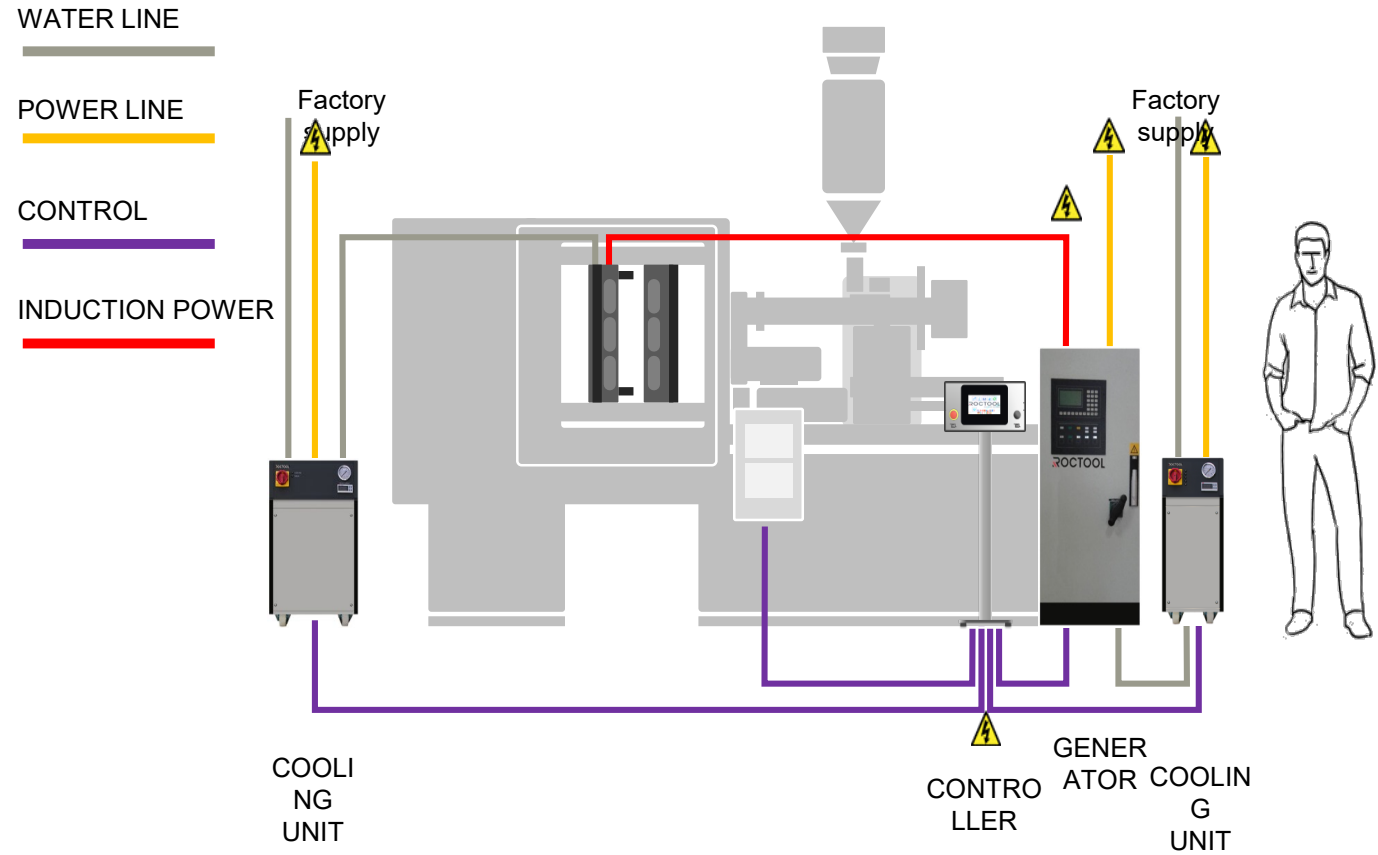 WATER LINE
POWER LINE
CONTROL
INDUCTION POWER
Factory
supply
Factory
supply
ROCTOOL
ROCTOOL
COOLI
NG
UNIT
CONTRO
LLER
GENER
ATOR
COOLIN
G
UNIT